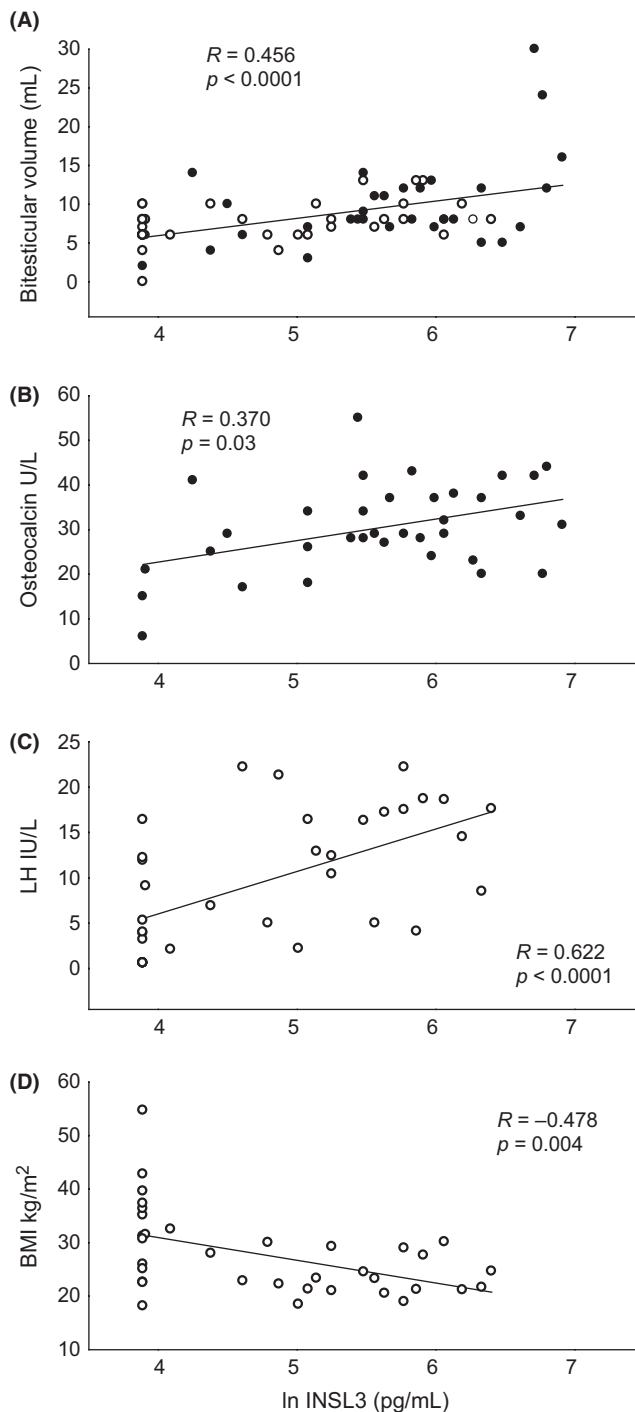 (A)
R = 0.456
p < 0.0001
Bitesticular volume (mL)
30
25
20
15
10
5
0
4 5 6 7
(B)
R = 0.370
p = 0.03
Osteocalcin U/L
60
50
40
30
20
10
0
4 5 6 7
(C)
LH IU/L
25
20
15
10
5
0
R = 0.622
p < 0.0001
4 5 6 7
(D)
R = –0.478
p = 0.004
BMI kg/m²
60
50
40
30
20
10
4 5 6 7
ln INSL3 (pg/mL)